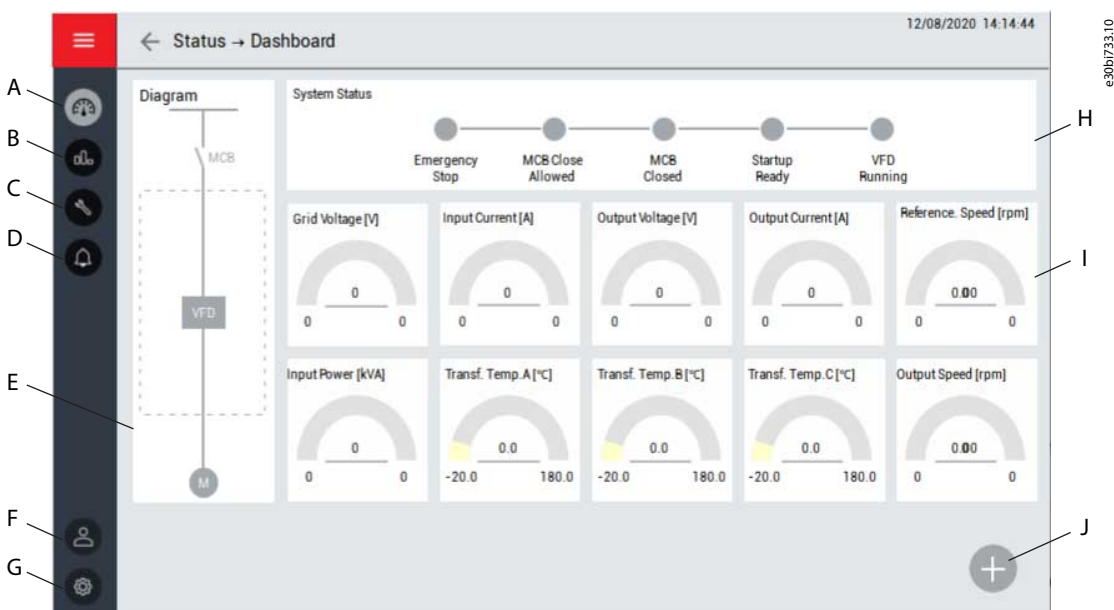 12/08/2020 14:14:44
e30bi733.10
← Status → Dashboard
A
B
C
D
E
F
G
H
I
J
Diagram
MCB
VFD
M
System Status
Emergency Stop
MCB Close Allowed
MCB Closed
Startup Ready
VFD Running
Grid Voltage [V]
0
0 0
Input Current [A]
0
0 0
Output Voltage [V]
0
0 0
Output Current [A]
0
0 0
Reference. Speed [rpm]
0.00
0 0
Input Power [kVA]
0
0 0
Transf. Temp.A [°C]
0.0
-20.0 180.0
Transf. Temp.B [°C]
0.0
-20.0 180.0
Transf. Temp.C [°C]
0.0
-20.0 180.0
Output Speed [rpm]
0.00
0 0